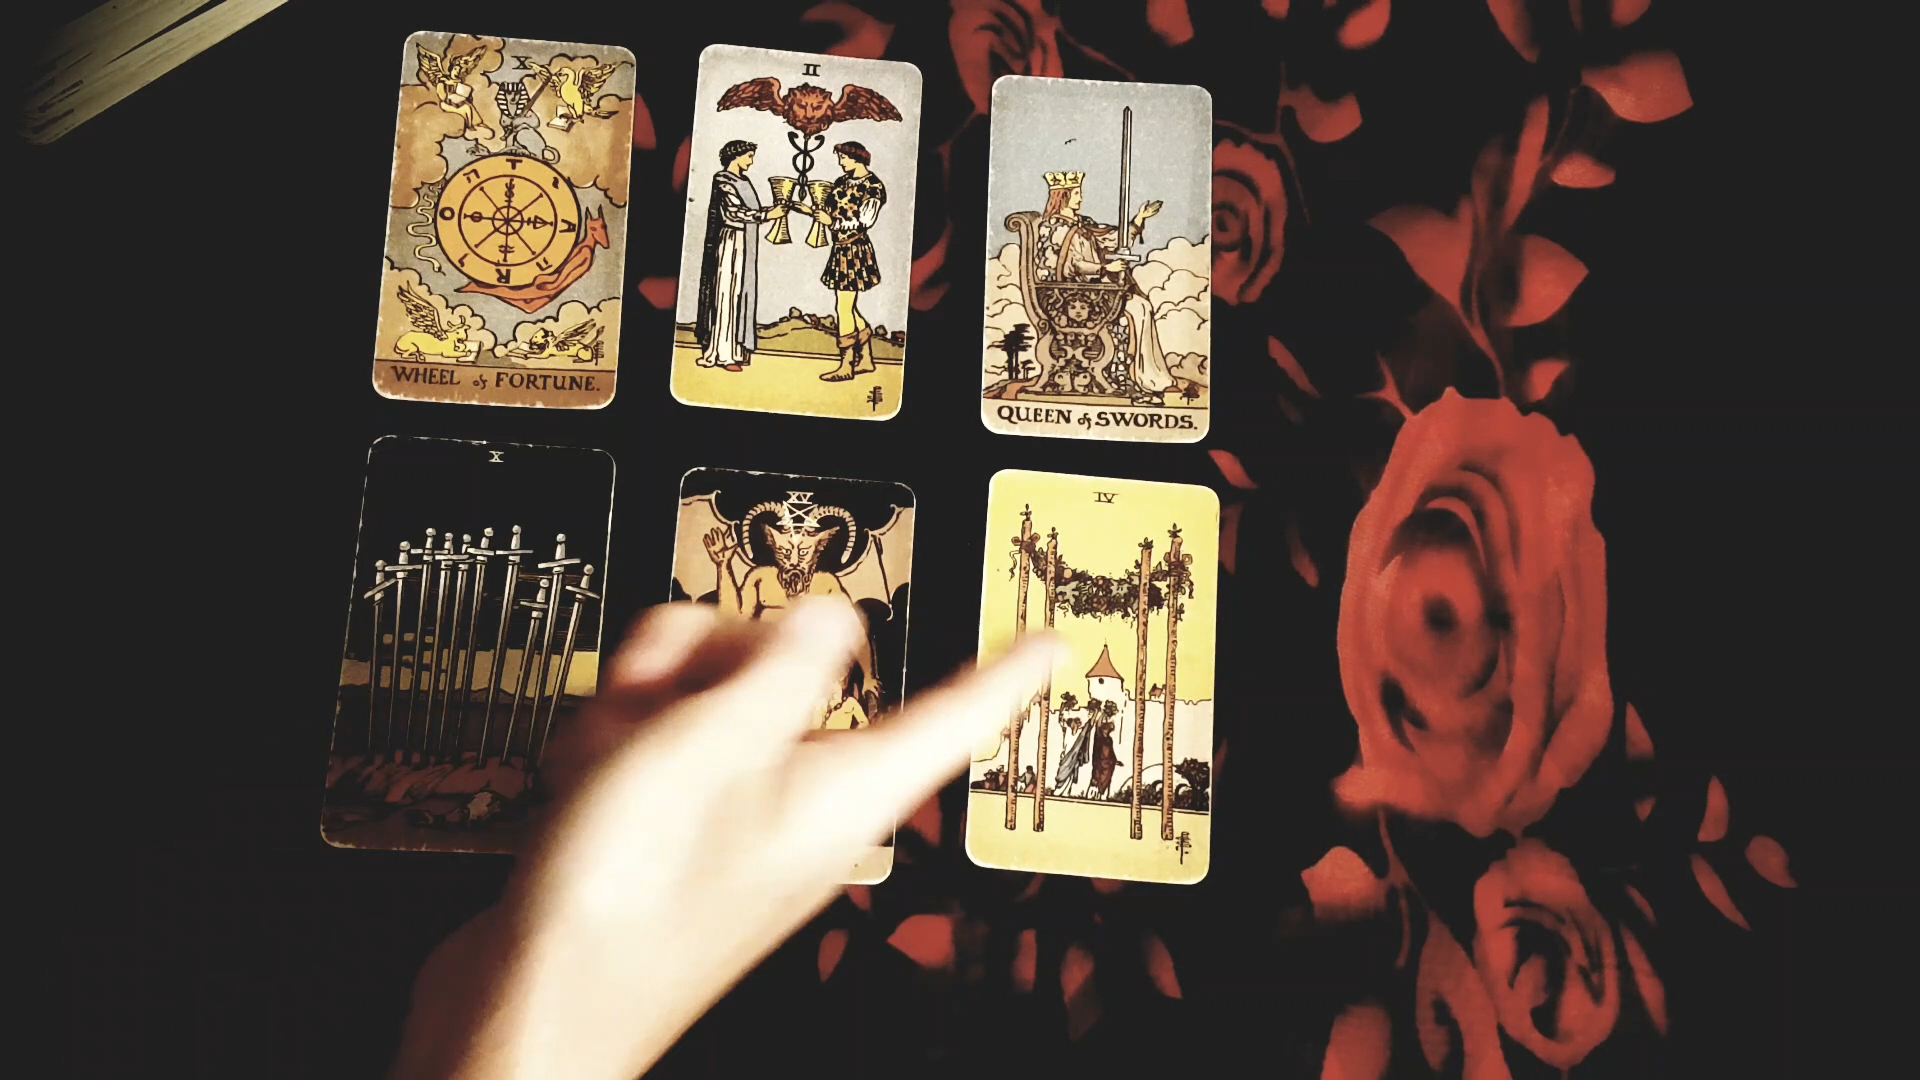 X
WHEEL of FORTUNE.
II
QUEEN of SWORDS.
X
XV
IV